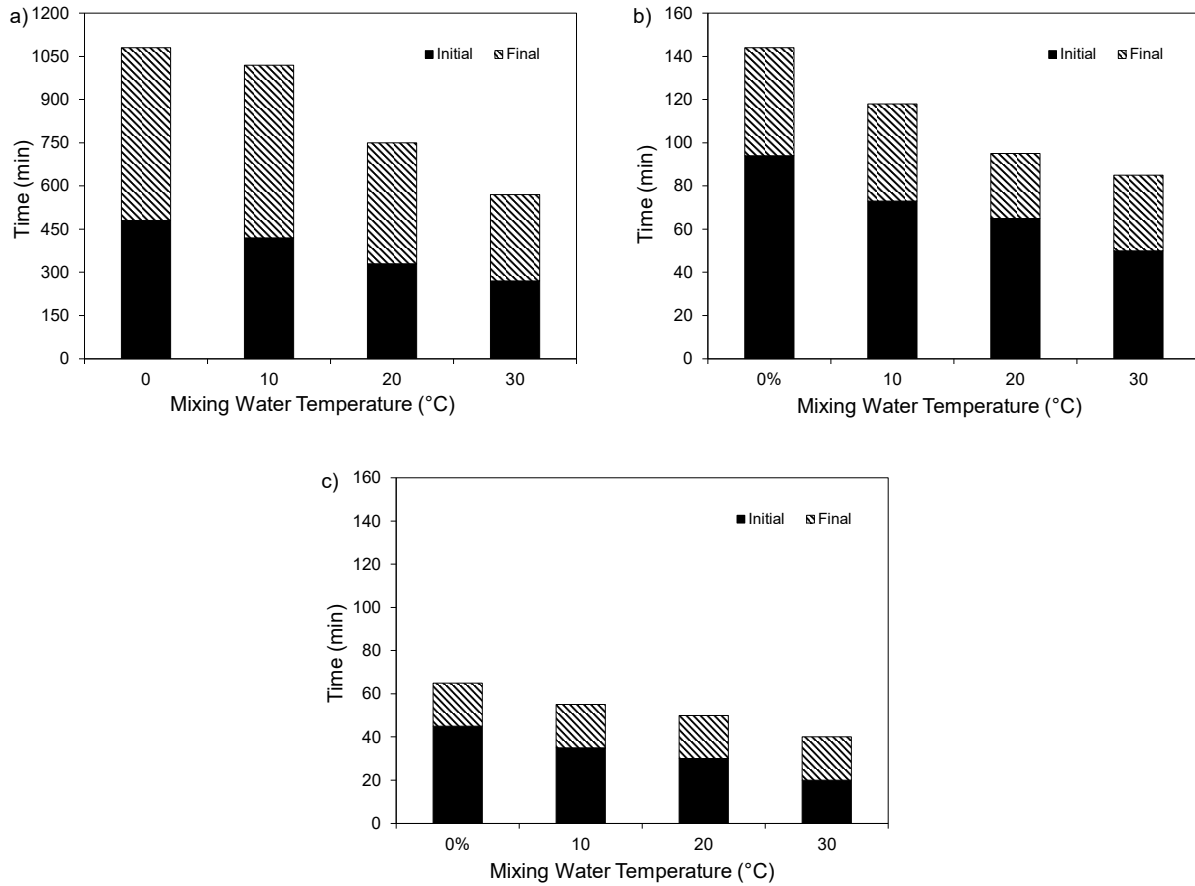 a)
1200
1050
900
750
600
450
300
150
0
Time (min)
Initial Final
0 10 20 30
Mixing Water Temperature (°C)
b)
160
140
120
100
80
60
40
20
0
Time (min)
Initial Final
0% 10 20 30
Mixing Water Temperature (°C)
c)
160
140
120
100
80
60
40
20
0
Time (min)
Initial Final
0% 10 20 30
Mixing Water Temperature (°C)